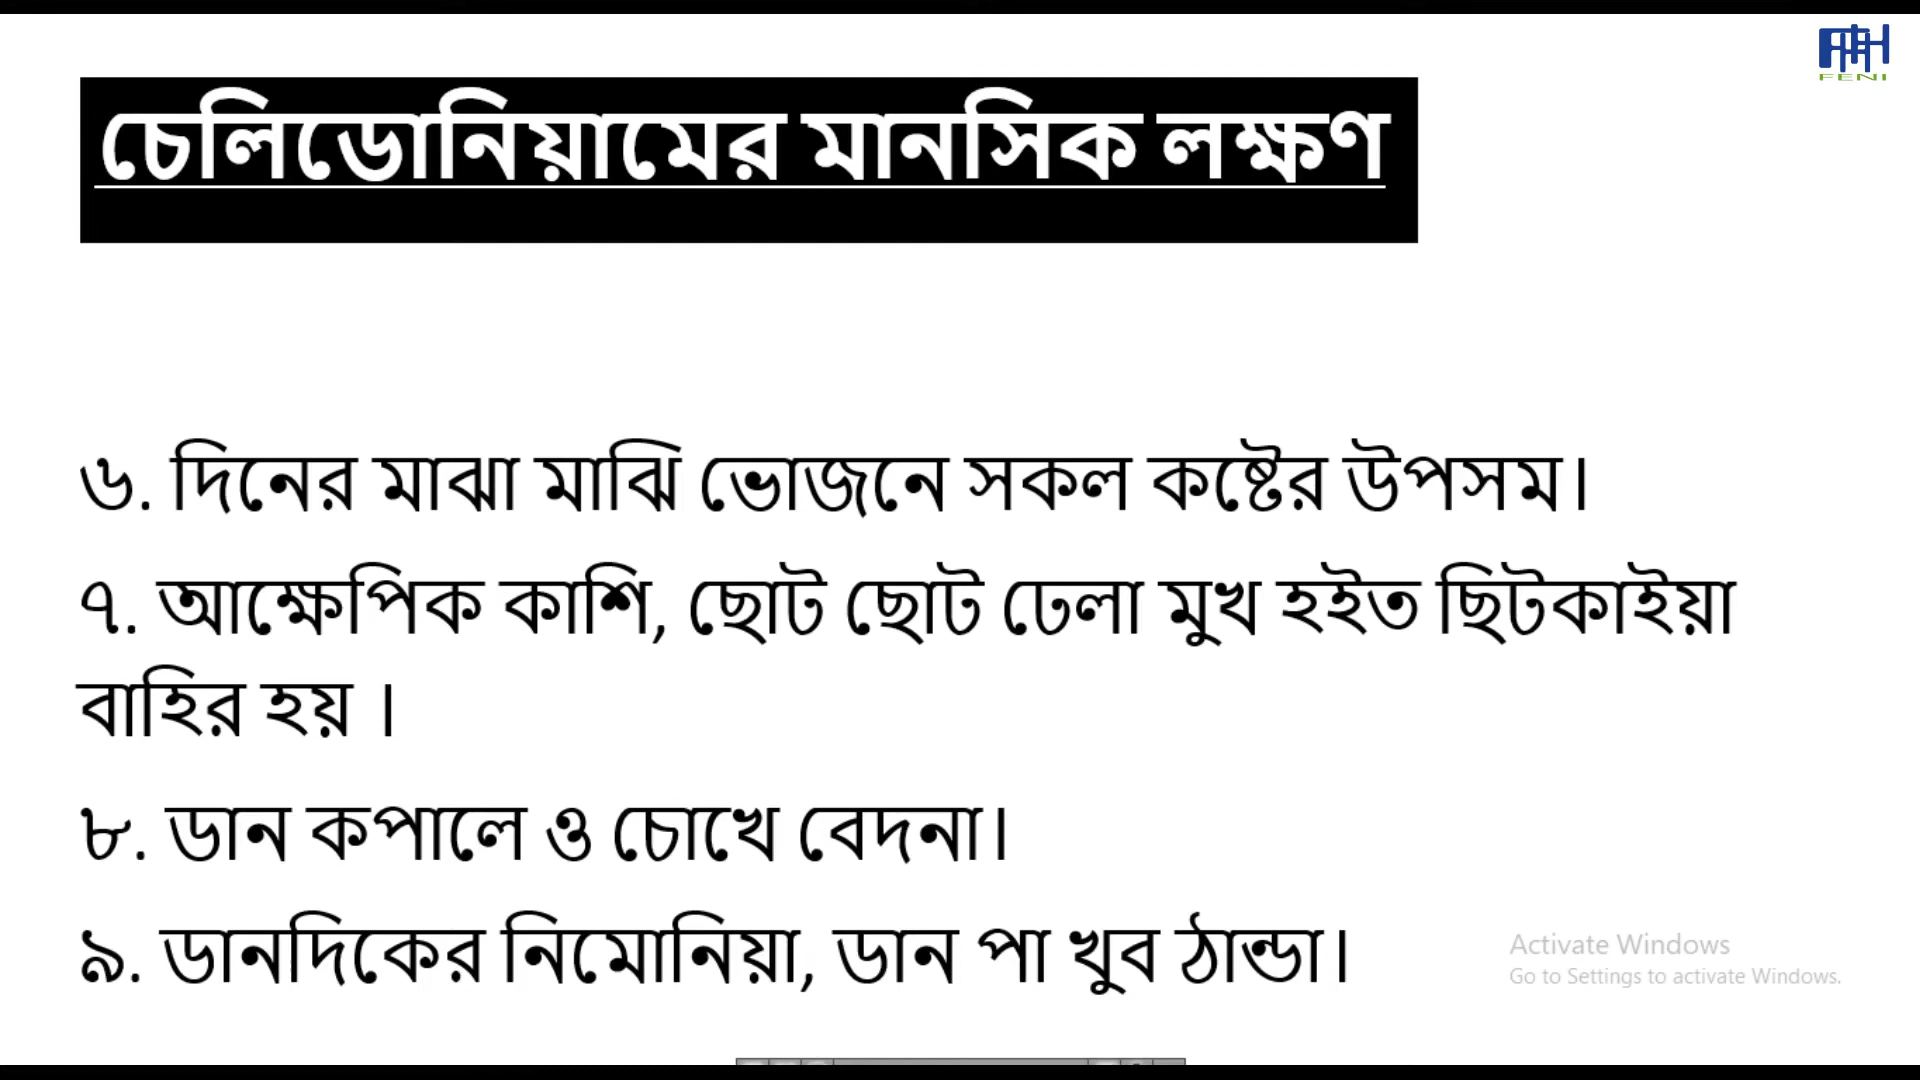 চেলিডোনিয়ামের মানসিক লক্ষণ
৬. দিনের মাঝা মাঝি ভোজনে সকল কষ্টের উপসম।
৭. আক্ষেপিক কাশি, ছোট ছোট ঢেলা মুখ হইত ছিটকাইয়া
বাহির হয় ।
৮. ডান কপালে ও চোখে বেদনা।
৯. ডানদিকের নিমোনিয়া, ডান পা খুব ঠান্ডা।
FENI
Activate Windows
Go to Settings to activate Windows.